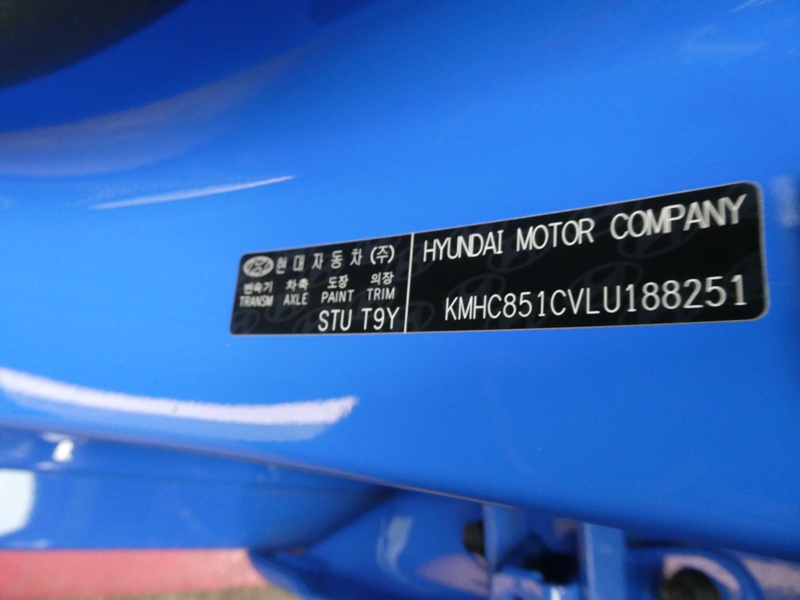 현대자동차(주)
변속기 차축 도장 의장
TRANSM AXLE PAINT TRIM
STU T9Y
HYUNDAI MOTOR COMPANY
KMHC851CVLU188251